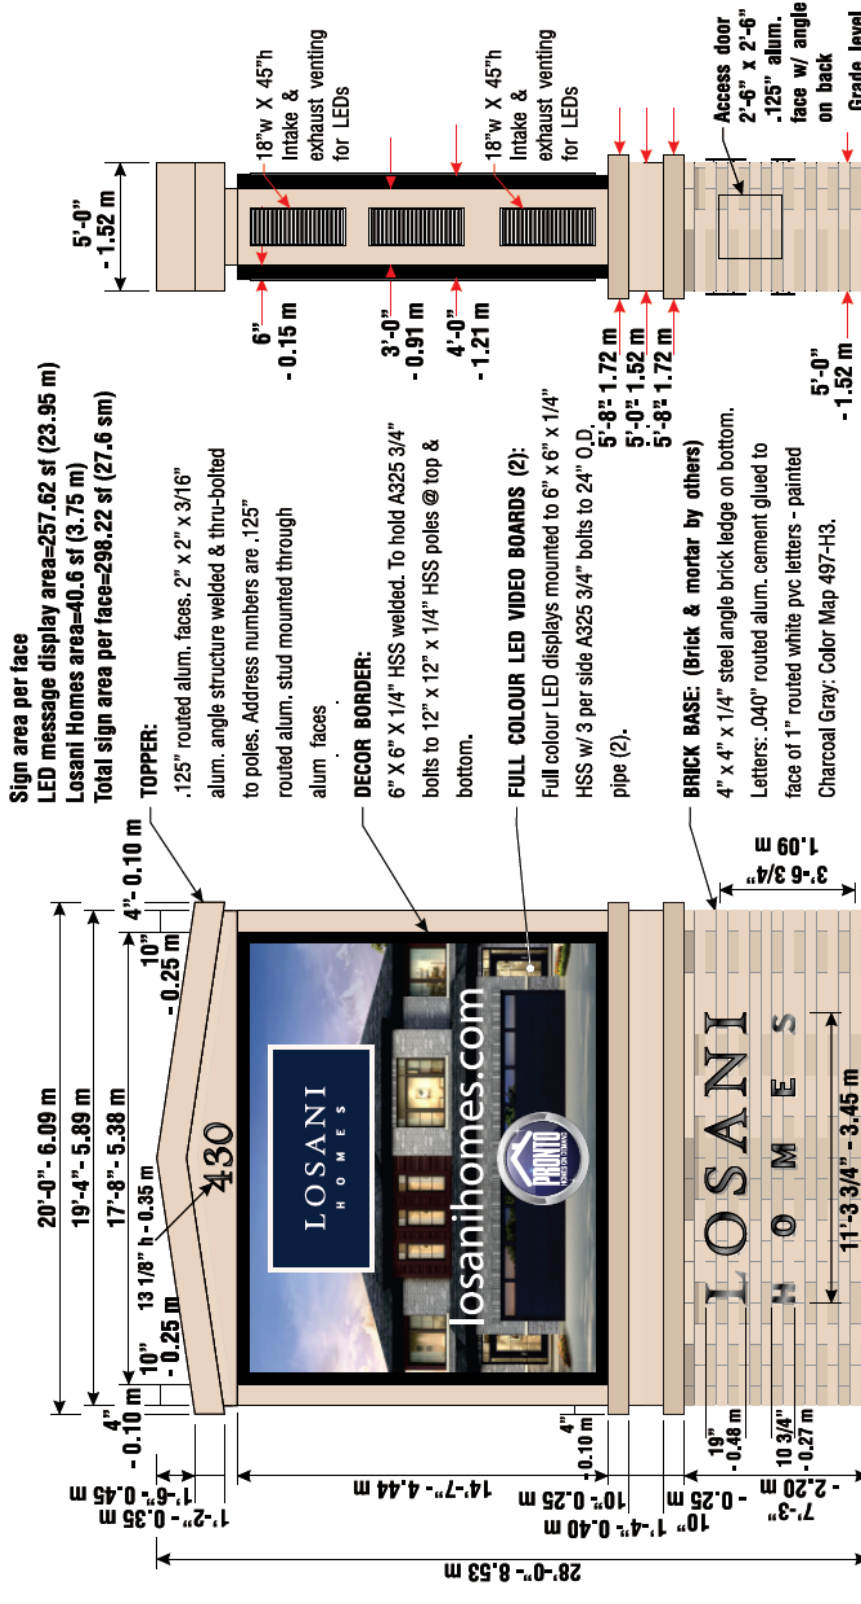 Sign area per face
LED message display area=257.62 sf (23.95 m)
Losani Homes area=40.6 sf (3.75 m)
Total sign area per face=298.22 sf (27.6 sm)
TOPPER:
.125” routed alum. faces. 2” x 2” x 3/16”
alum. angle structure welded & thru-bolted
to poles. Address numbers are .125”
routed alum. stud mounted through
alum faces
DECOR BORDER:
6” X 6” X 1/4” HSS welded. To hold A325 3/4”
bolts to 12” x 12” x 1/4” HSS poles @ top &
bottom.
FULL COLOUR LED VIDEO BOARDS (2):
Full colour LED displays mounted to 6” x 6” x 1/4”
HSS w/ 3 per side A325 3/4” bolts to 24” O.D.
pipe (2).
BRICK BASE: (Brick & mortar by others)
4” x 4” x 1/4” steel angle brick ledge on bottom.
Letters: .040” routed alum. cement glued to
face of 1” routed white pvc letters - painted
Charcoal Gray: Color Map 497-H3.
20’-0” - 6.09 m
19’-4” - 5.89 m
17’-8” - 5.38 m
4” - 0.10 m
10”
- 0.25 m
13 1/8” h - 0.35 m
10”
- 0.25 m
4”- 0.10 m
430
LOSANI
HOMES
losanihomes.com
PRONTO
HOMES ON DEMAND
LOSANI
HOMES
11’-3 3/4” - 3.45 m
3’-6 3/4”
1.09 m
19”
- 0.48 m
10 3/4”
- 0.27 m
4”
- 0.10 m
1’-6”- 0.45 m
1’-2” - 0.35 m
14’-7”- 4.44 m
10”- 0.25 m
1’-4”- 0.40 m
10”
- 0.25 m
7’-3”
- 2.20 m
28’-0”- 8.53 m
5’-0”
- 1.52 m
18”w X 45”h
Intake &
exhaust venting
for LEDs
18”w X 45”h
Intake &
exhaust venting
for LEDs
6”
- 0.15 m
3’-0”
- 0.91 m
4’-0”
- 1.21 m
5’-8”- 1.72 m
5’-0”- 1.52 m
5’-8”- 1.72 m
5’-0”
- 1.52 m
Access door
2’-6” x 2’-6”
.125” alum.
face w/ angle
on back
Grade level